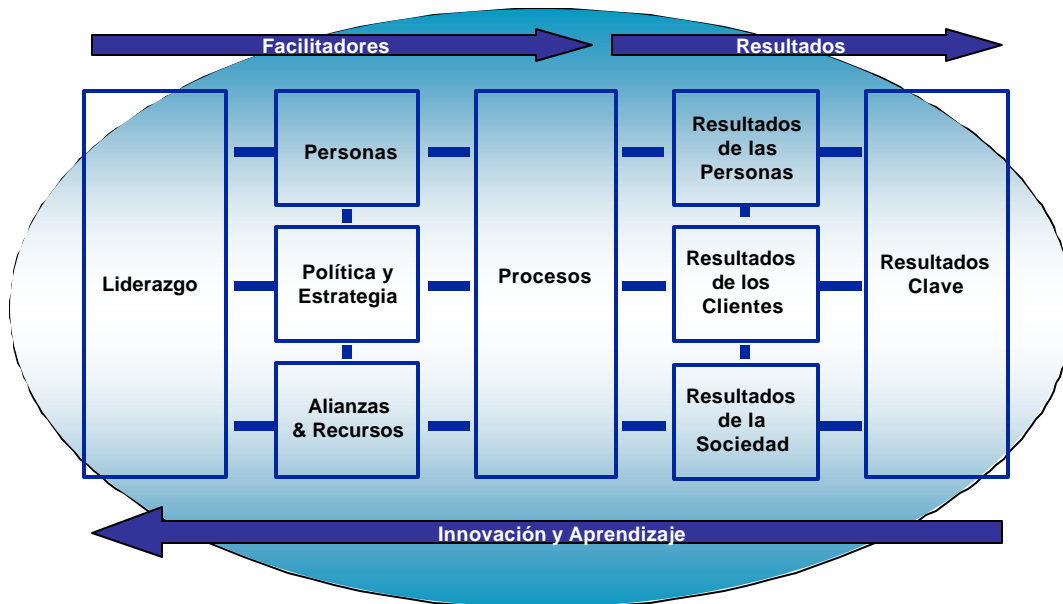 Facilitadores
Resultados
Liderazgo
Personas
Política y
Estrategia
Alianzas
& Recursos
Procesos
Resultados
de las
Personas
Resultados
de los
Clientes
Resultados
de la
Sociedad
Resultados
Clave
Innovación y Aprendizaje